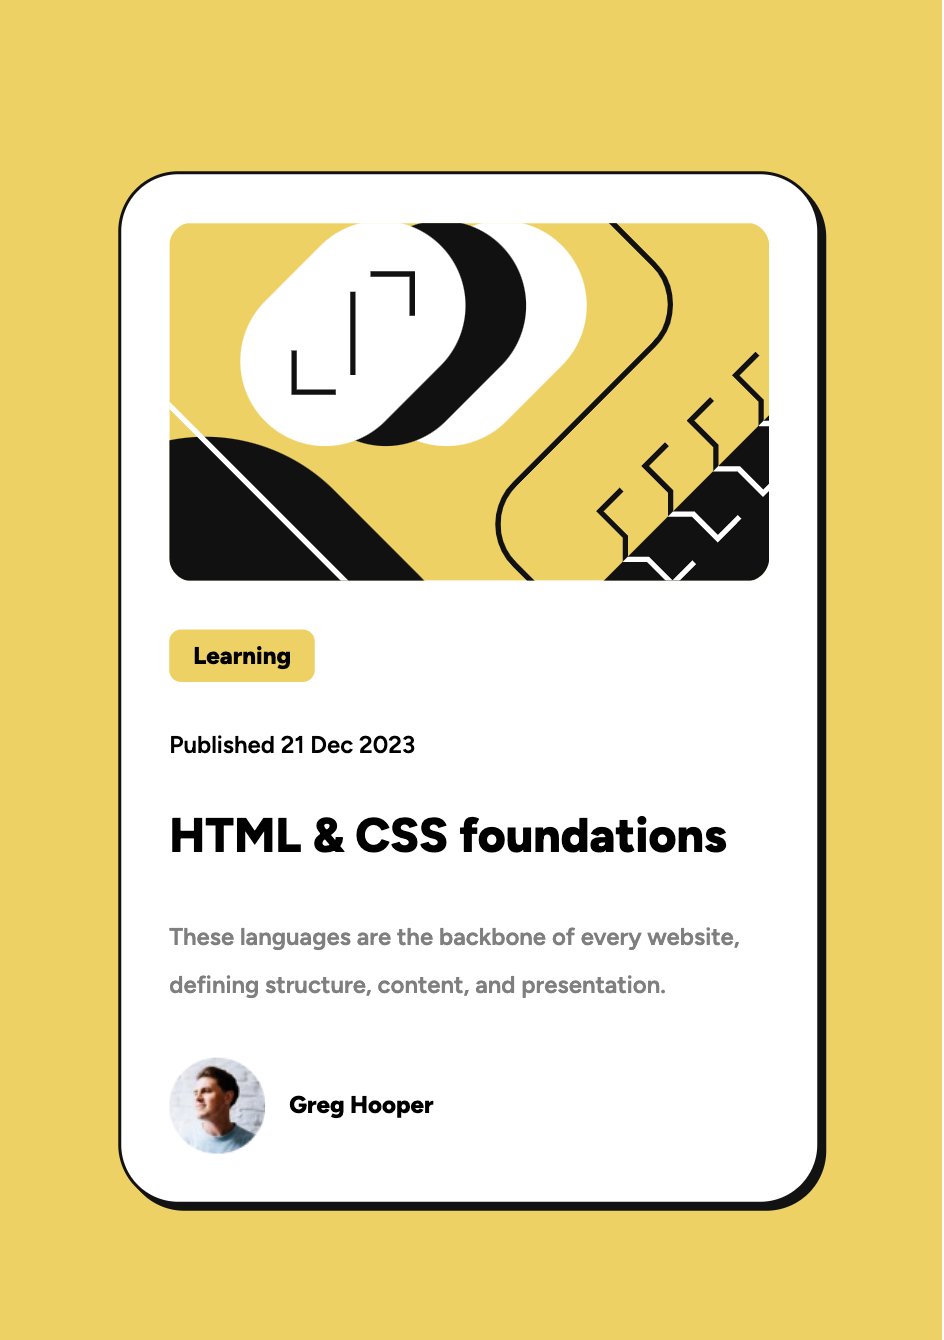 Learning
Published 21 Dec 2023
HTML & CSS foundations
These languages are the backbone of every website,
defining structure, content, and presentation.
Greg Hooper